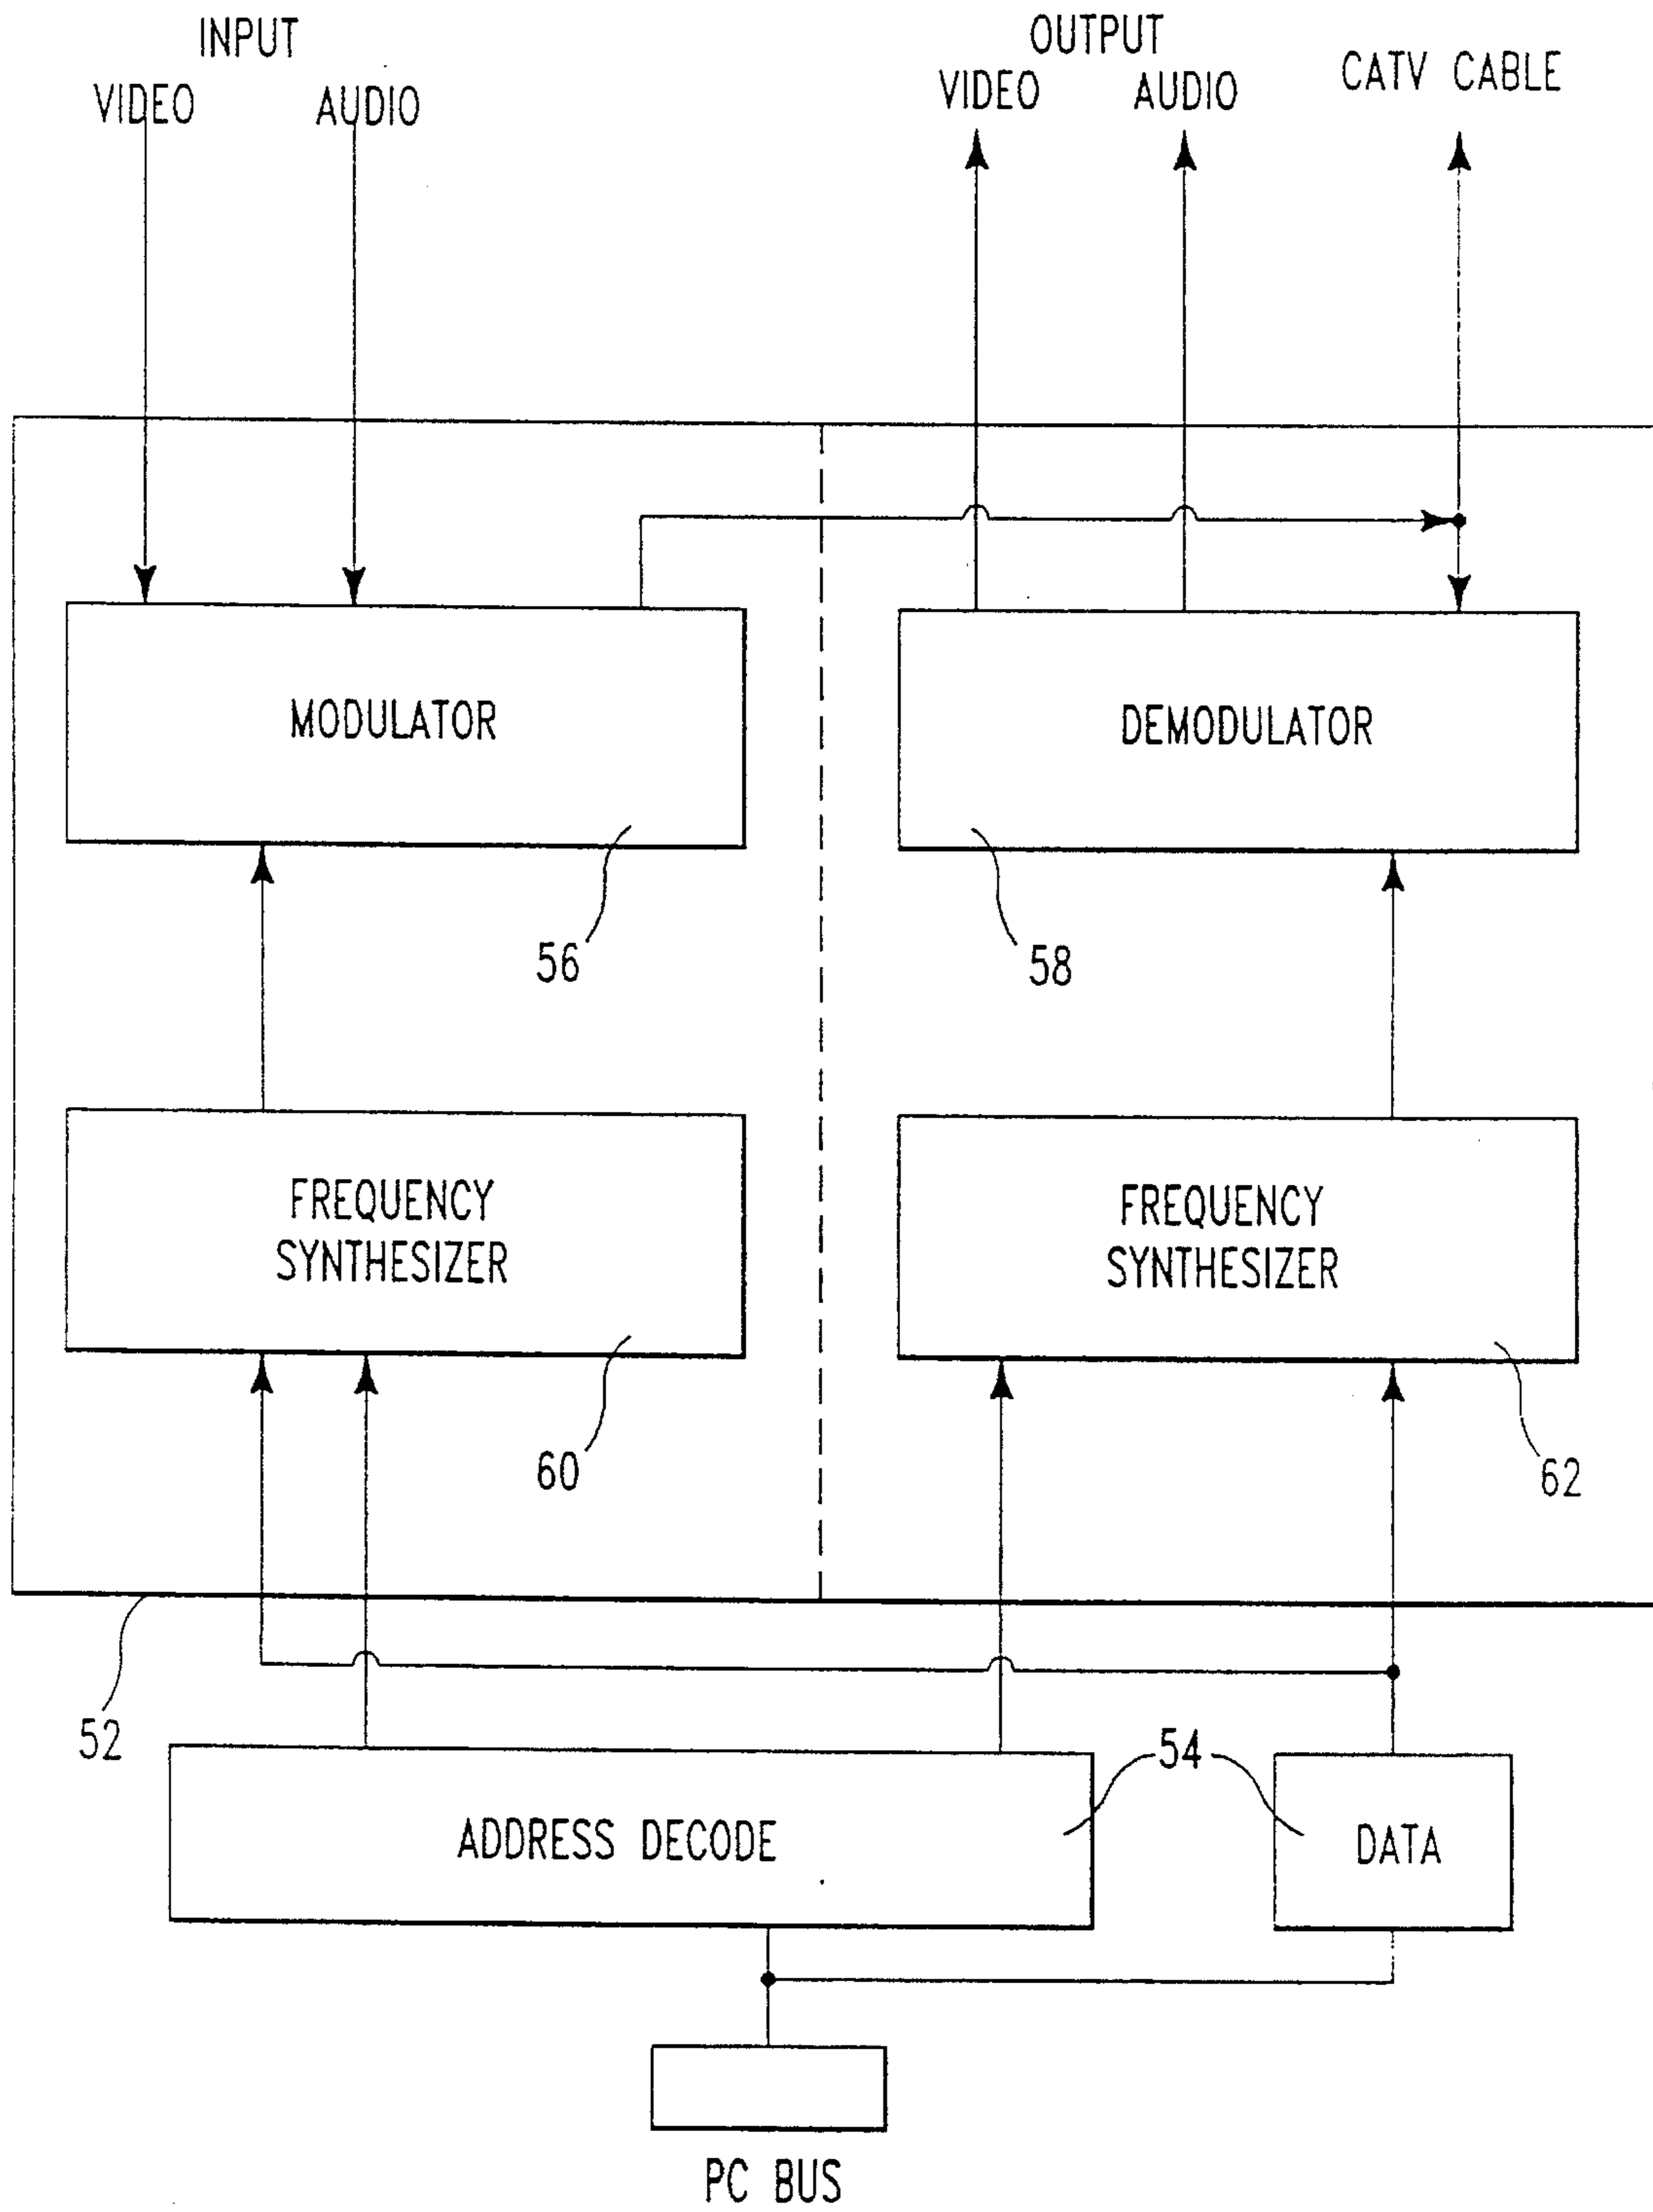 INPUT
VIDEO AUDIO
OUTPUT
VIDEO AUDIO
CATV CABLE
MODULATOR
DEMODULATOR
56
58
FREQUENCY
SYNTHESIZER
FREQUENCY
SYNTHESIZER
60
62
52
54
ADDRESS DECODE
DATA
PC BUS